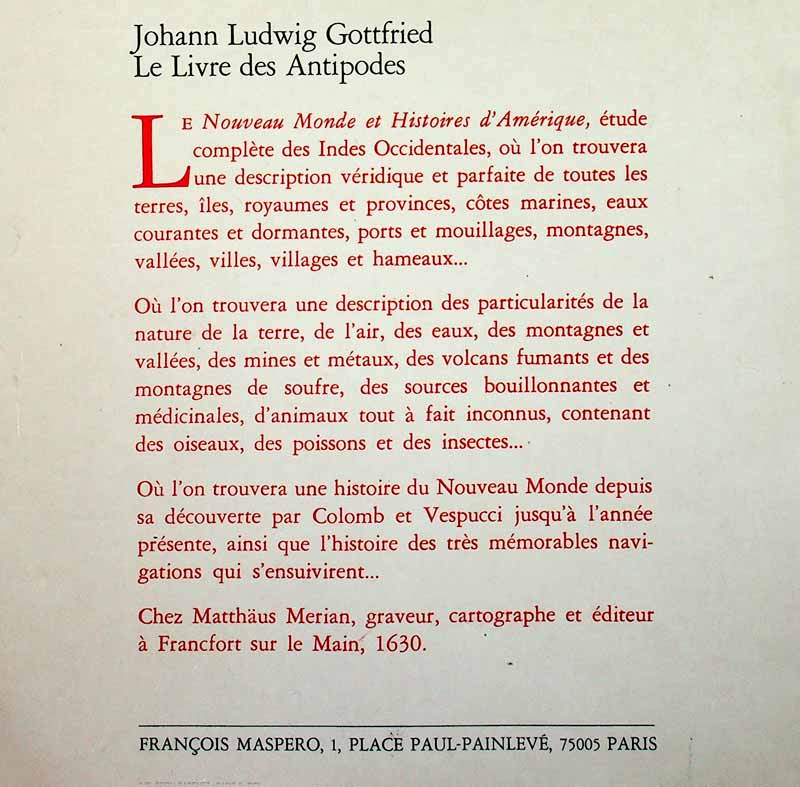 Johann Ludwig Gottfried
Le Livre des Antipodes
LE Nouveau Monde et Histoires d'Amérique, étude
complète des Indes Occidentales, où l'on trouvera
une description véridique et parfaite de toutes les
terres, îles, royaumes et provinces, côtes marines, eaux
courantes et dormantes, ports et mouillages, montagnes,
vallées, villes, villages et hameaux...
Où l'on trouvera une description des particularités de la
nature de la terre, de l'air, des eaux, des montagnes et
vallées, des mines et métaux, des volcans fumants et des
montagnes de soufre, des sources bouillonnantes et
médicinales, d'animaux tout à fait inconnus, contenant
des oiseaux, des poissons et des insectes...
Où l'on trouvera une histoire du Nouveau Monde depuis
sa découverte par Colomb et Vespucci jusqu'à l'année
présente, ainsi que l'histoire des très mémorables navi-
gations qui s'ensuivirent...
Chez Matthäus Merian, graveur, cartographe et éditeur
à Francfort sur le Main, 1630.
FRANÇOIS MASPERO, 1, PLACE PAUL-PAINLEVÉ, 75005 PARIS